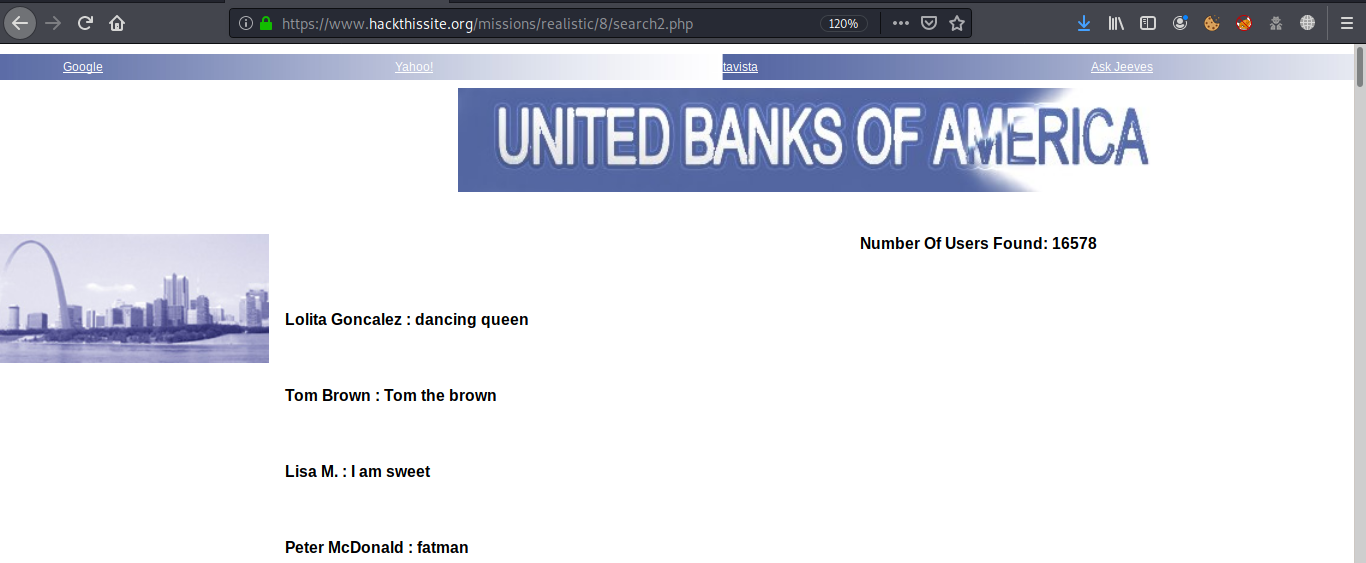 https://www.hackthissite.org/missions/realistic/8/search2.php 120%
Google Yahoo! tavista Ask Jeeves
UNITED BANKS OF AMERICA
Number Of Users Found: 16578
Lolita Goncalez : dancing queen
Tom Brown : Tom the brown
Lisa M. : I am sweet
Peter McDonald : fatman